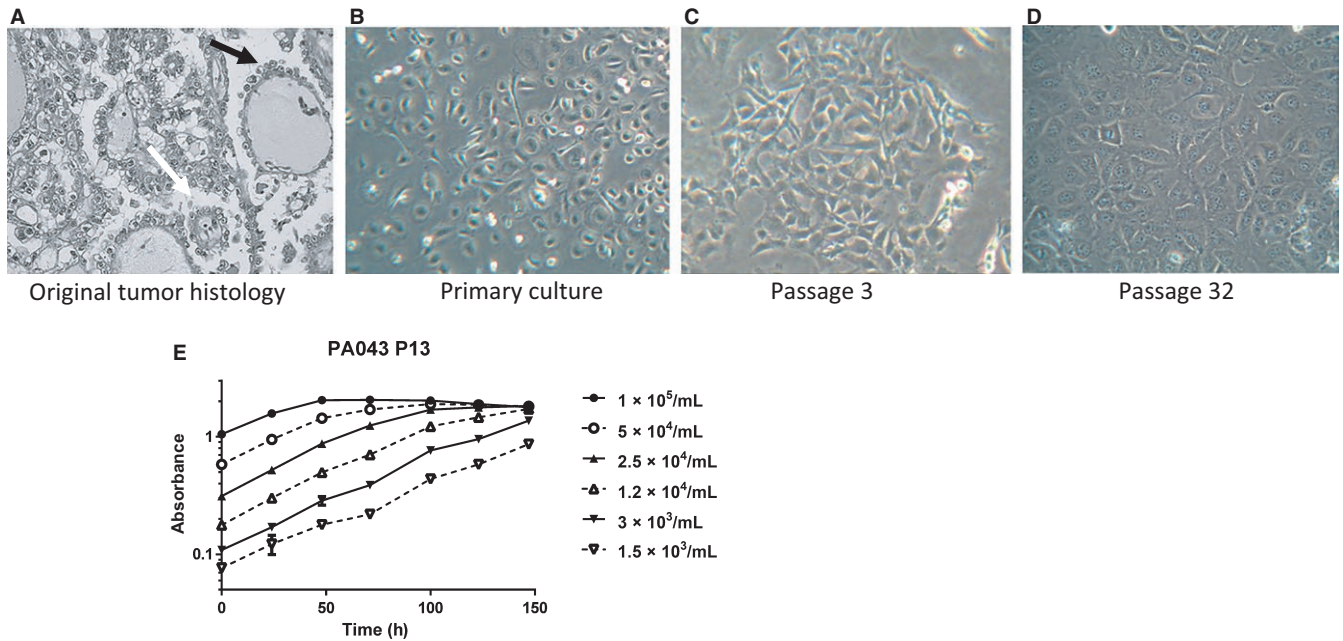 A
B
C
D
Original tumor histology
Primary culture
Passage 3
Passage 32
E
PA043 P13
Absorbance
1
0.1
0
50
100
150
Time (h)
1 × 10⁵/mL
5 × 10⁴/mL
2.5 × 10⁴/mL
1.2 × 10⁴/mL
3 × 10³/mL
1.5 × 10³/mL